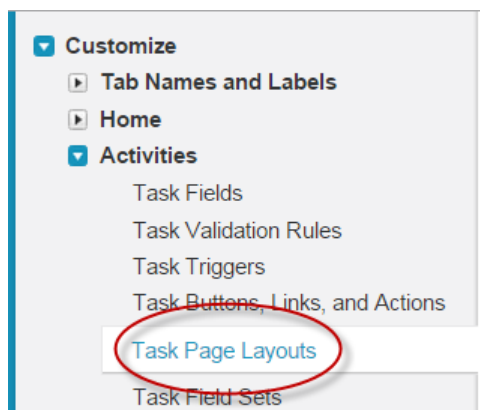 Customize
Tab Names and Labels
Home
Activities
Task Fields
Task Validation Rules
Task Triggers
Task Buttons, Links, and Actions
Task Page Layouts
Task Field Sets